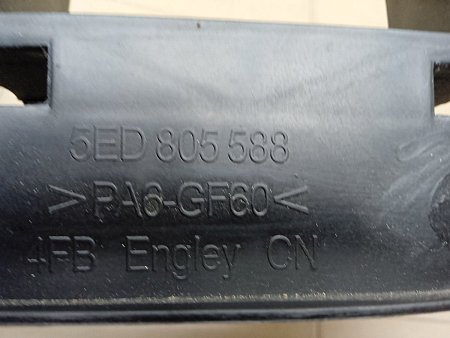 5ED 805 588
>PA6-GF60<
4FB Engley CN